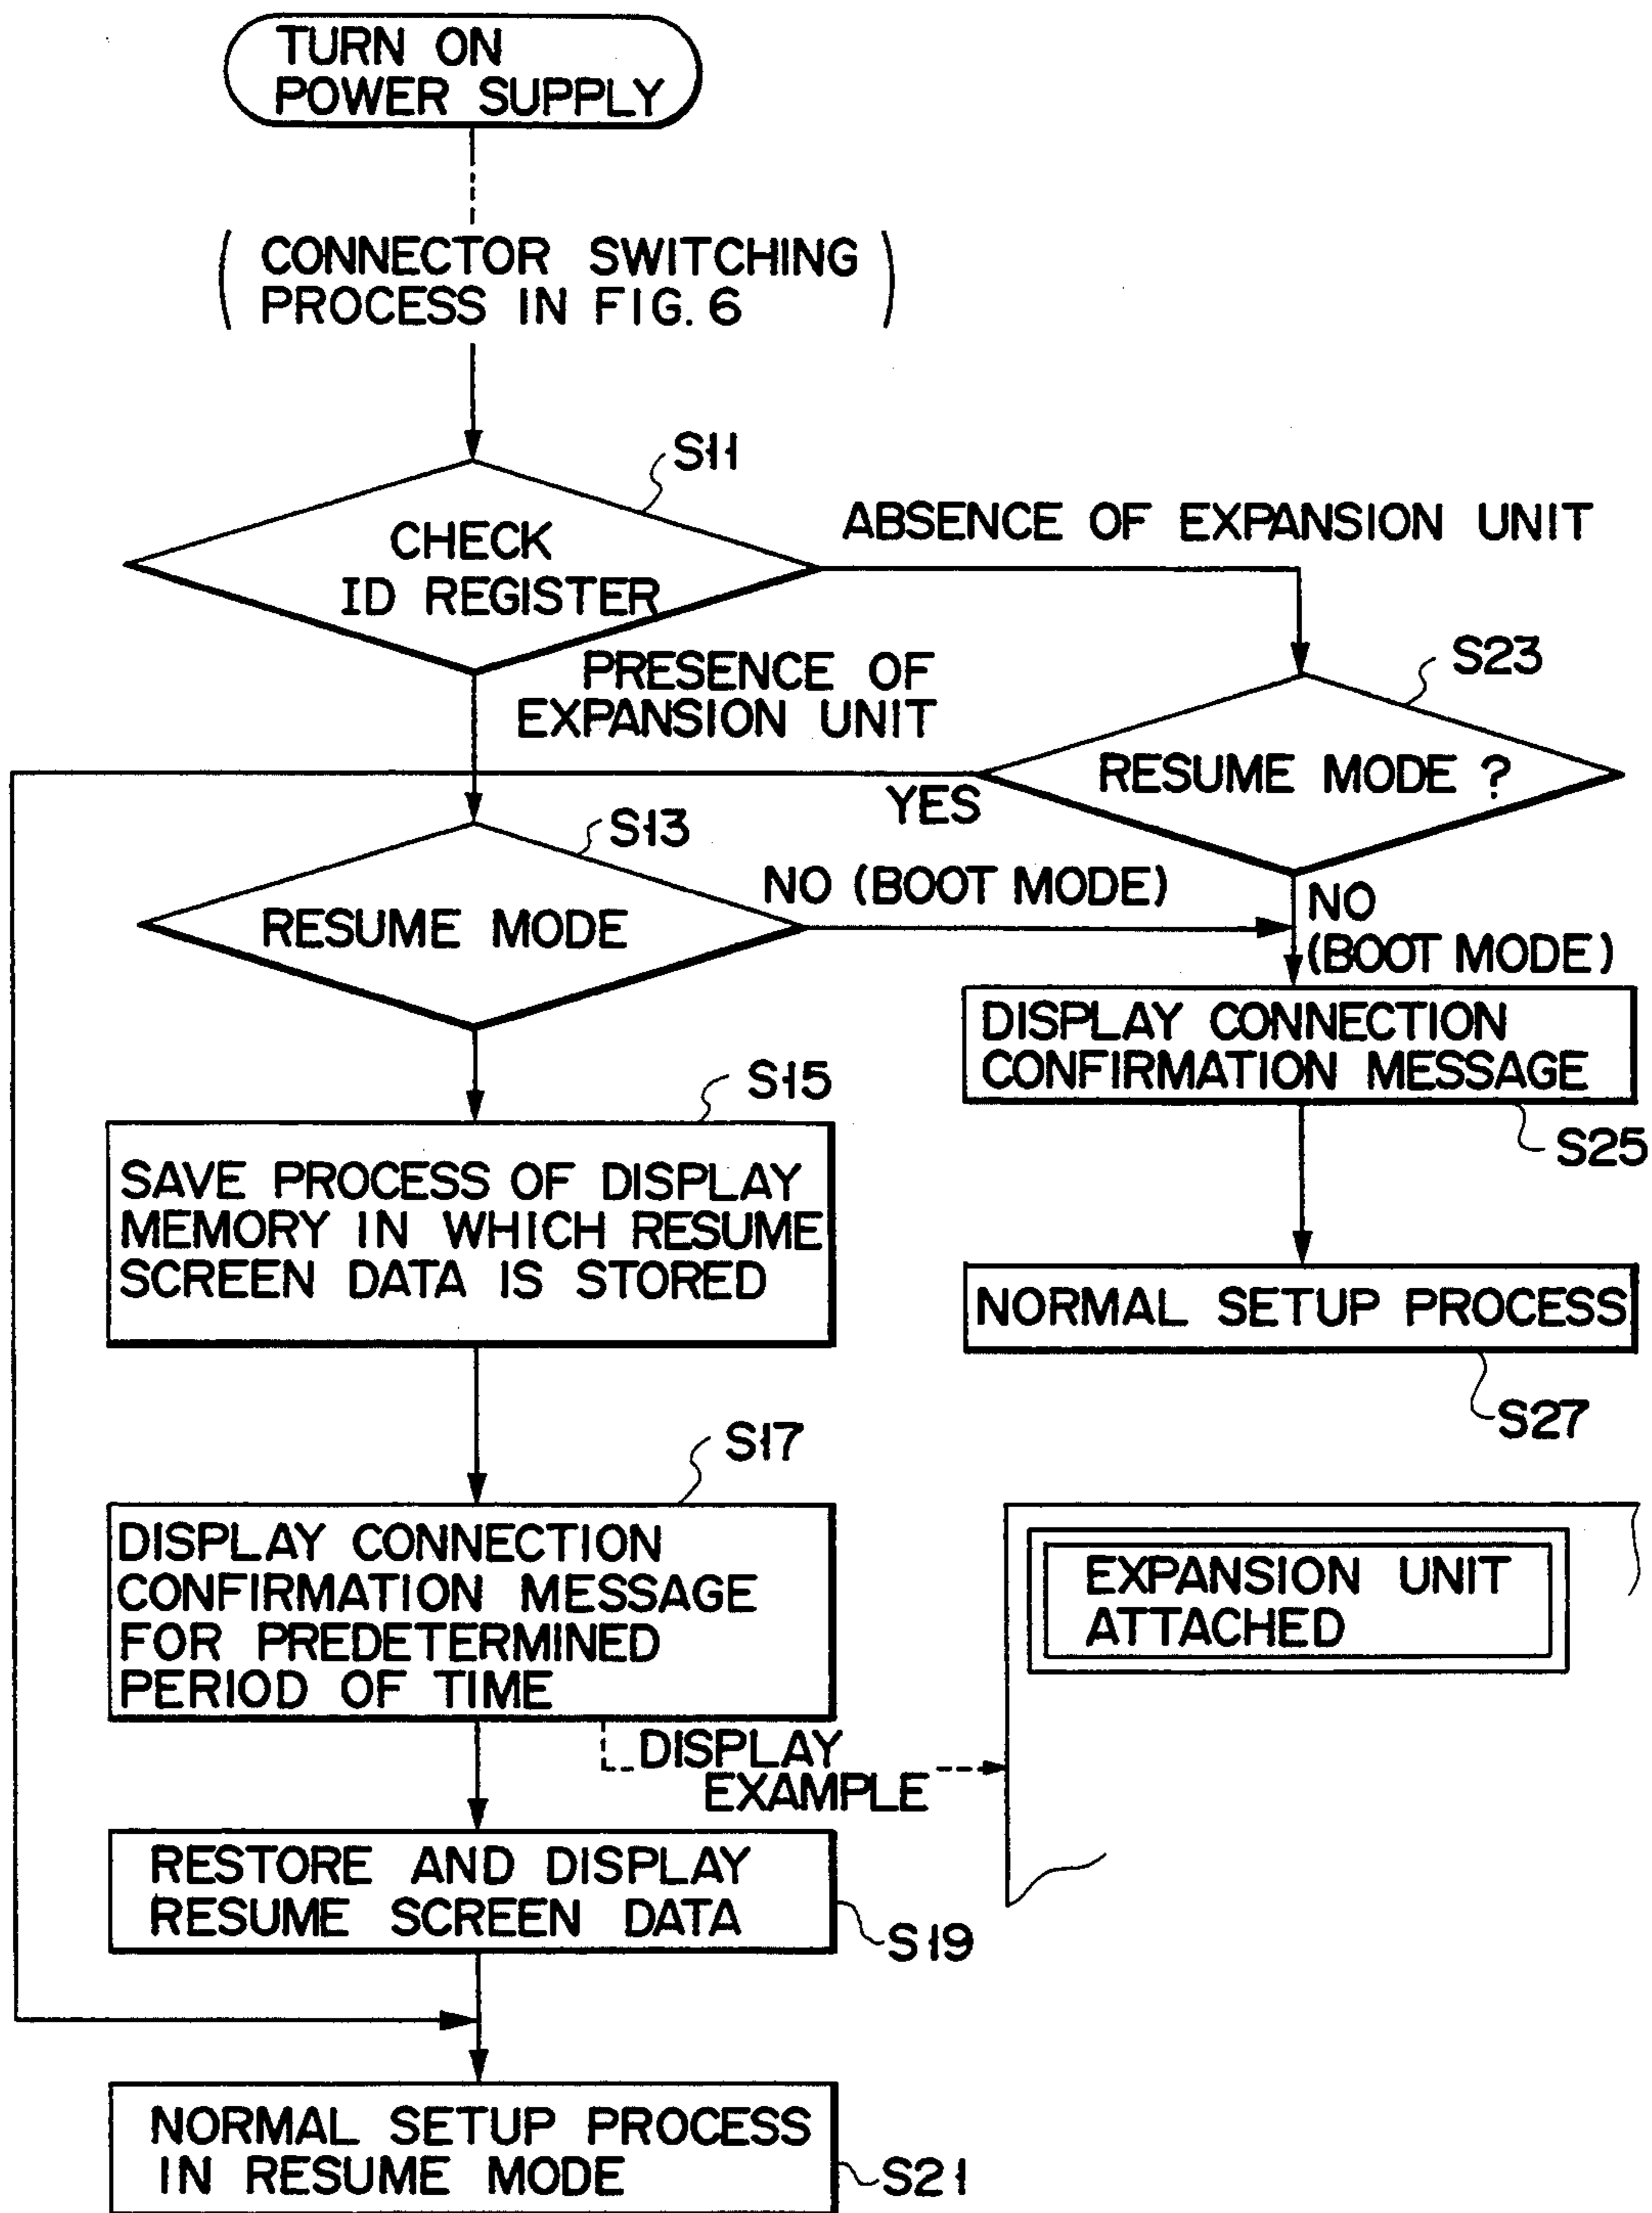 TURN ON
POWER SUPPLY
( CONNECTOR SWITCHING
PROCESS IN FIG. 6 )
S11
CHECK
ID REGISTER
ABSENCE OF EXPANSION UNIT
PRESENCE OF
EXPANSION UNIT
S23
RESUME MODE ?
YES
S13
NO (BOOT MODE)
RESUME MODE
NO
(BOOT MODE)
DISPLAY CONNECTION
CONFIRMATION MESSAGE
S25
S15
SAVE PROCESS OF DISPLAY
MEMORY IN WHICH RESUME
SCREEN DATA IS STORED
NORMAL SETUP PROCESS
S27
S17
DISPLAY CONNECTION
CONFIRMATION MESSAGE
FOR PREDETERMINED
PERIOD OF TIME
EXPANSION UNIT
ATTACHED
DISPLAY
EXAMPLE
RESTORE AND DISPLAY
RESUME SCREEN DATA
S19
NORMAL SETUP PROCESS
IN RESUME MODE
S21